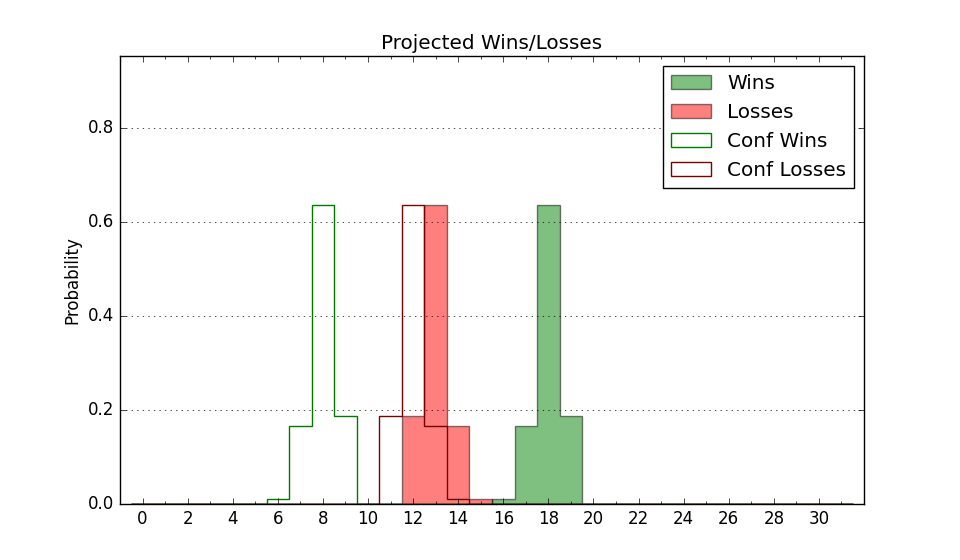 Projected Wins/Losses
Wins
Losses
Conf Wins
Conf Losses
Probability
0.8
0.6
0.4
0.2
0.0
0 2 4 6 8 10 12 14 16 18 20 22 24 26 28 30